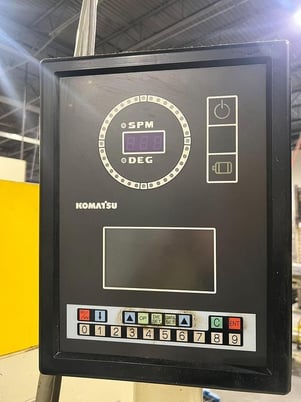 SPM
DEG
KOMATSU
C ENT
0 1 2 3 4 5 6 7 8 9